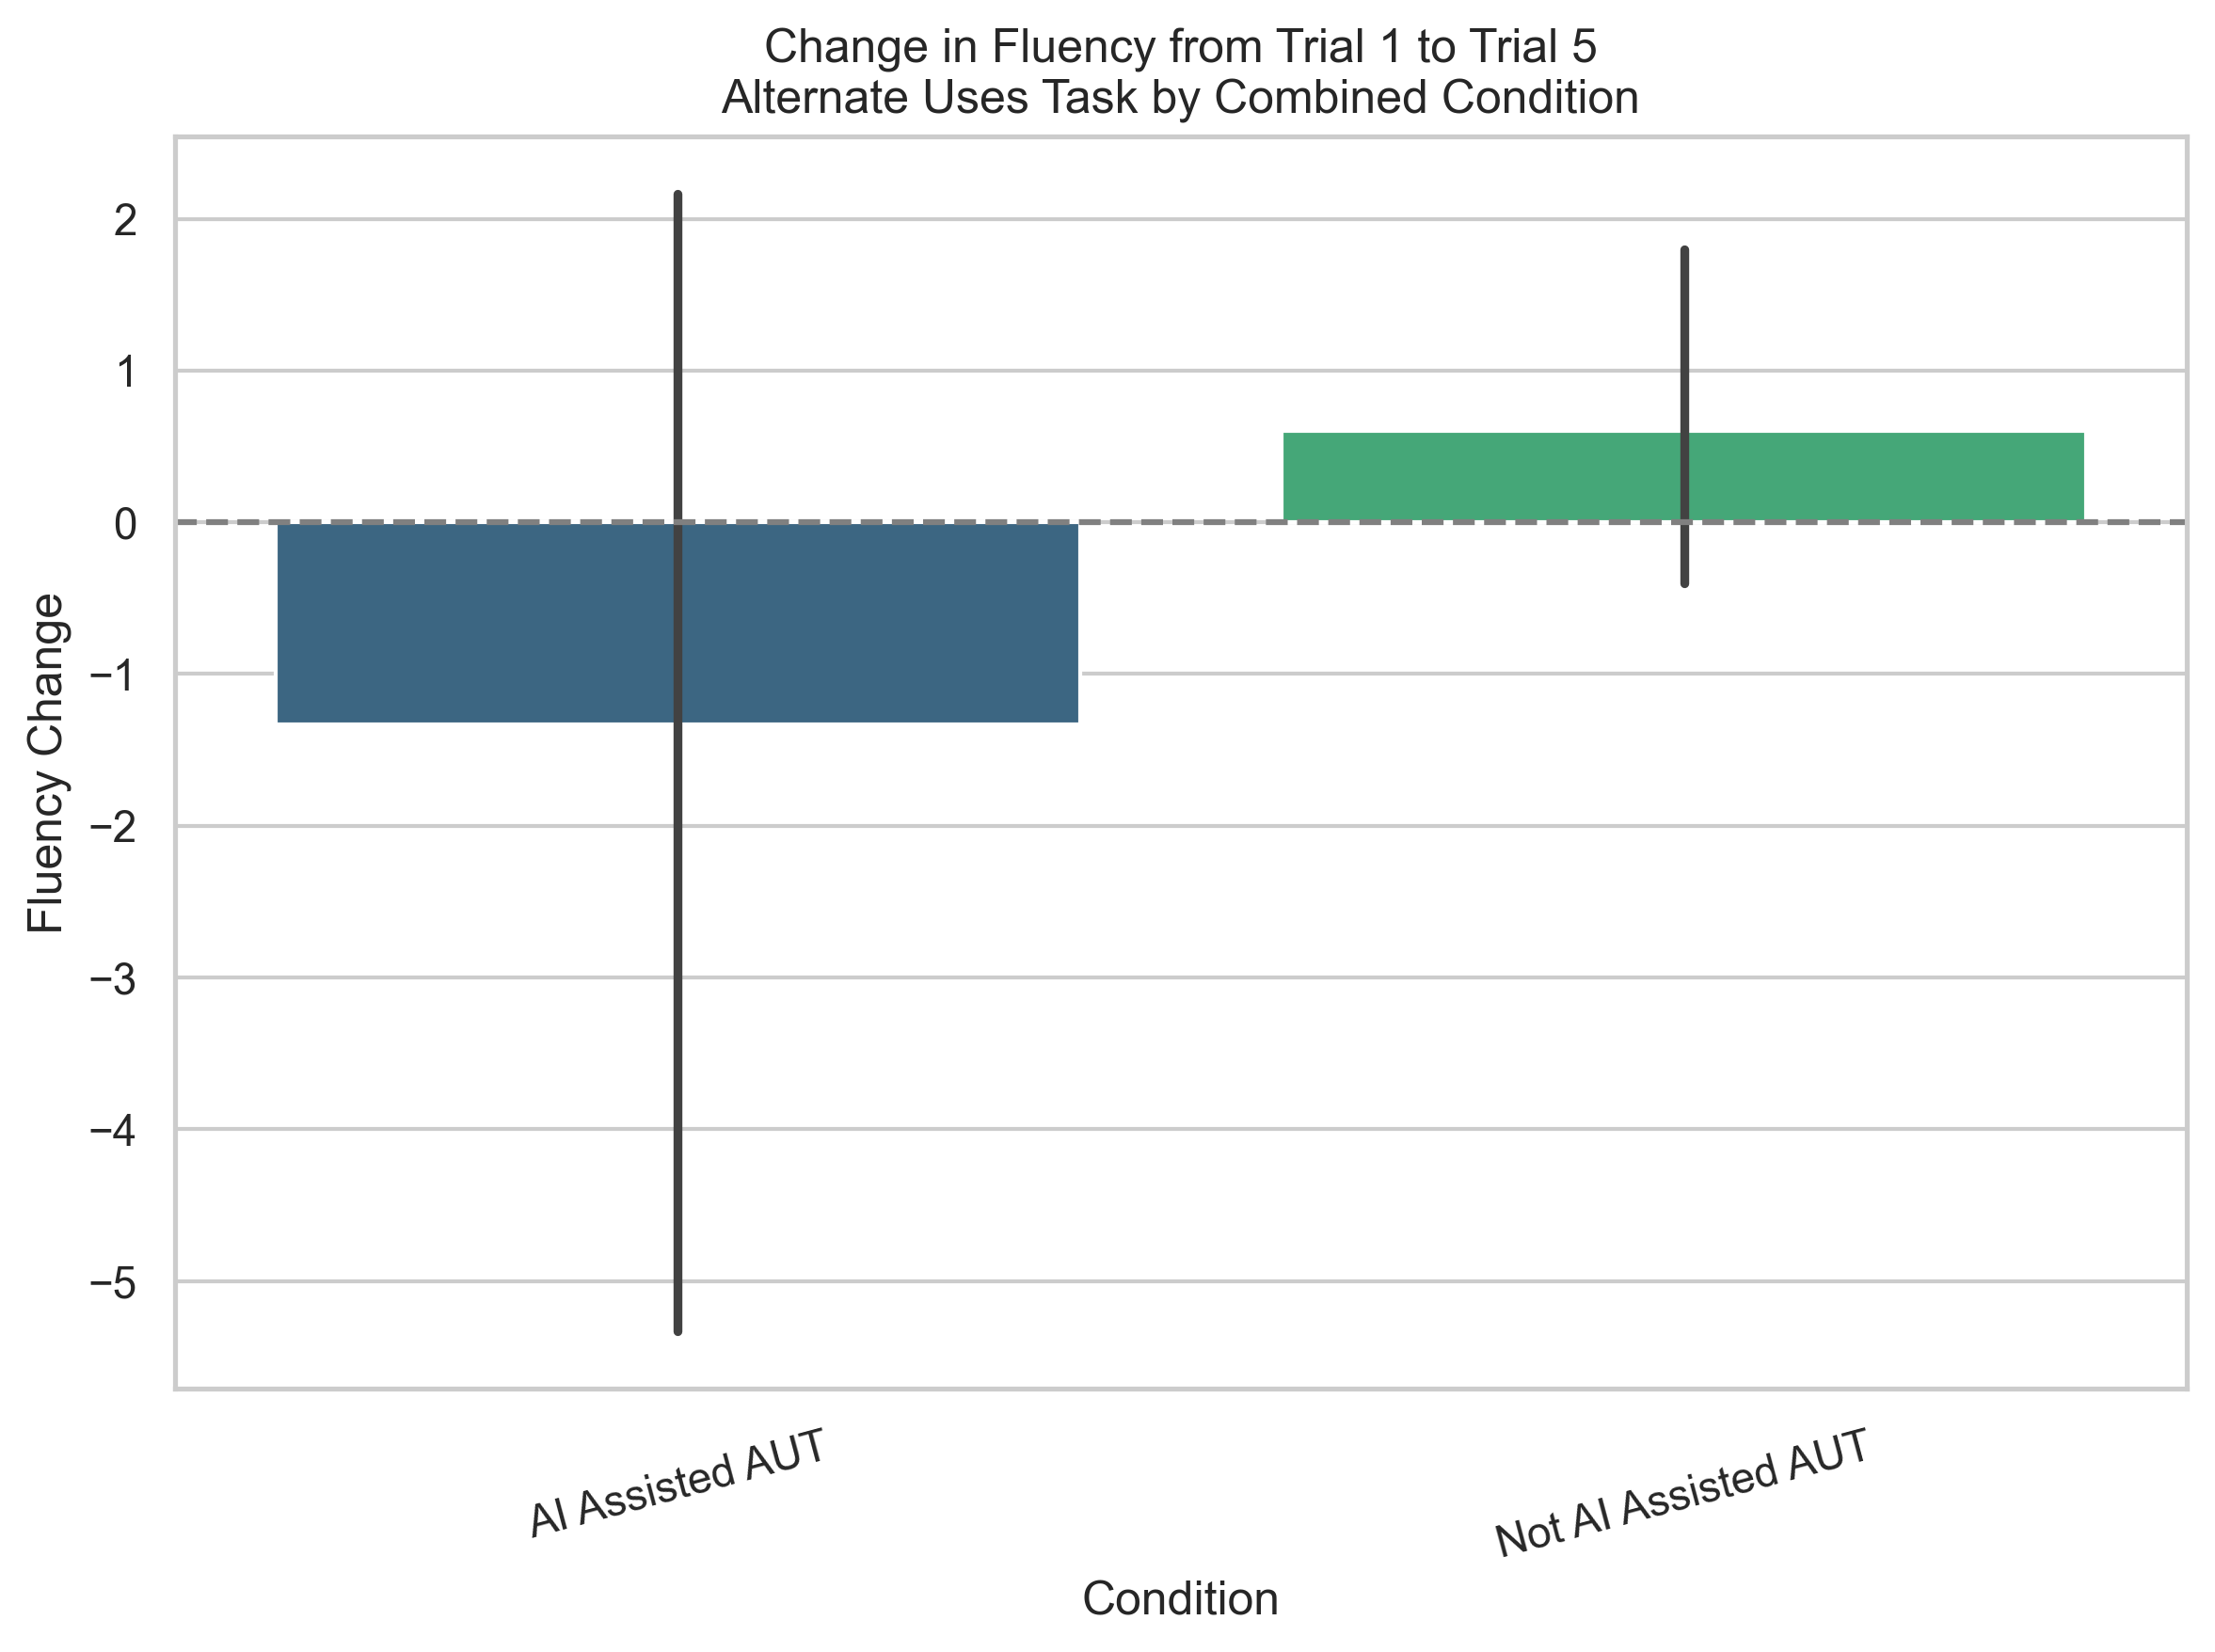 Change in Fluency from Trial 1 to Trial 5
Alternate Uses Task by Combined Condition
Fluency Change
2
1
0
−1
−2
−3
−4
−5
AI Assisted AUT
Not AI Assisted AUT
Condition